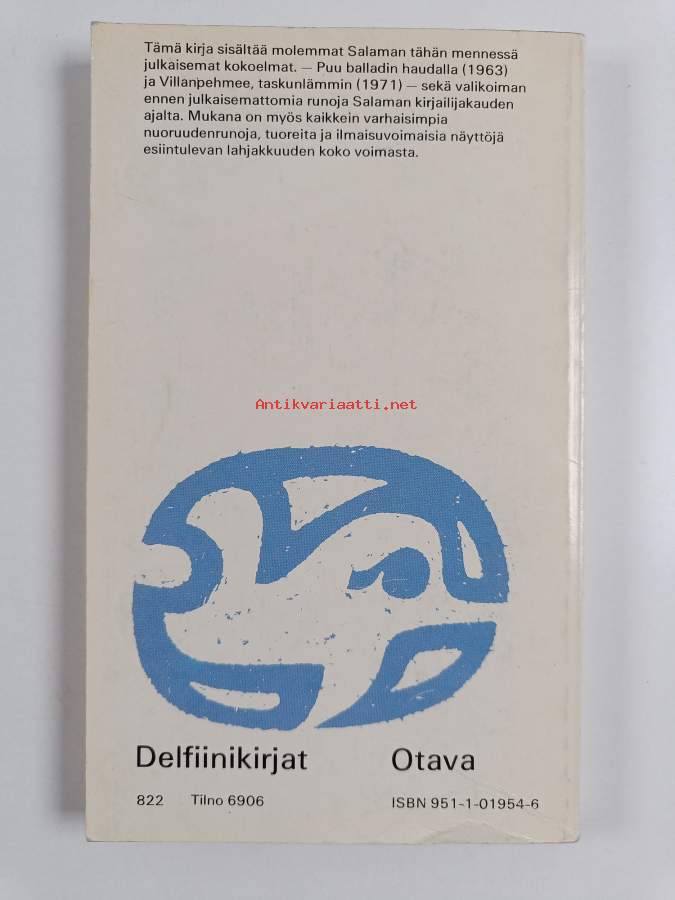 Tämä kirja sisältää molemmat Salaman tähän mennessä
julkaisemat kokoelmat. — Puu balladin haudalla (1963)
ja Villanpehmee, taskunlämmin (1971) — sekä valikoiman
ennen julkaisemattomia runoja Salaman kirjailijakauden
ajalta. Mukana on myös kaikkein varhaisimpia
nuoruudenrunoja, tuoreita ja ilmaisuvoimaisia näyttöjä
esiintulevan lahjakkuuden koko voimasta.
Antikvariaatti.net
Delfiinikirjat Otava
822 Tilno 6906 ISBN 951-1-01954-6